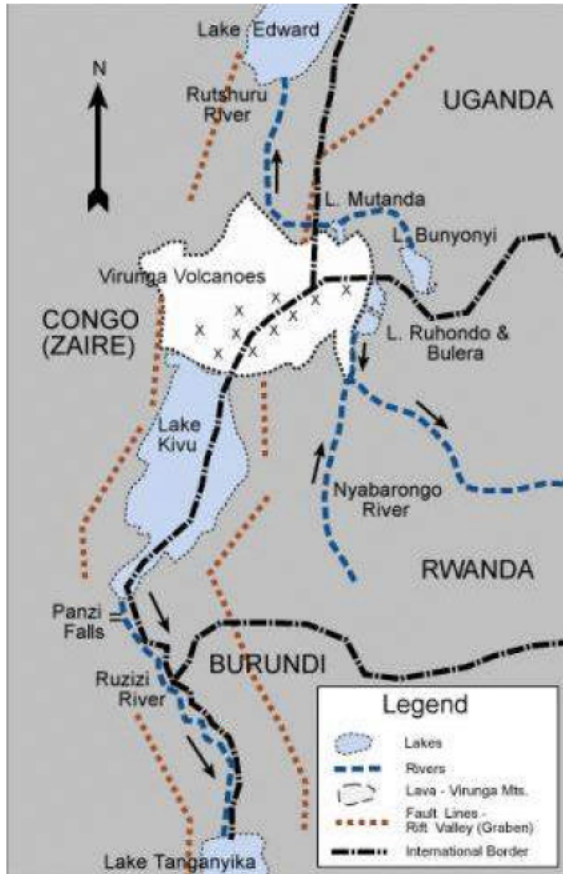 Lake Edward
N
Rutshuru
River
UGANDA
L. Mutanda
L. Bunyonyi
Virunga Volcanoes
X X X X X X X X X X
CONGO
(ZAIRE)
L. Ruhondo &
Bulera
Lake
Kivu
Nyabarongo
River
RWANDA
Panzi
Falls
BURUNDI
Ruzizi
River
Lake Tanganyika
Legend
Lakes
Rivers
Lava - Virunga Mts.
Fault Lines -
Rift Valley (Graben)
International Border